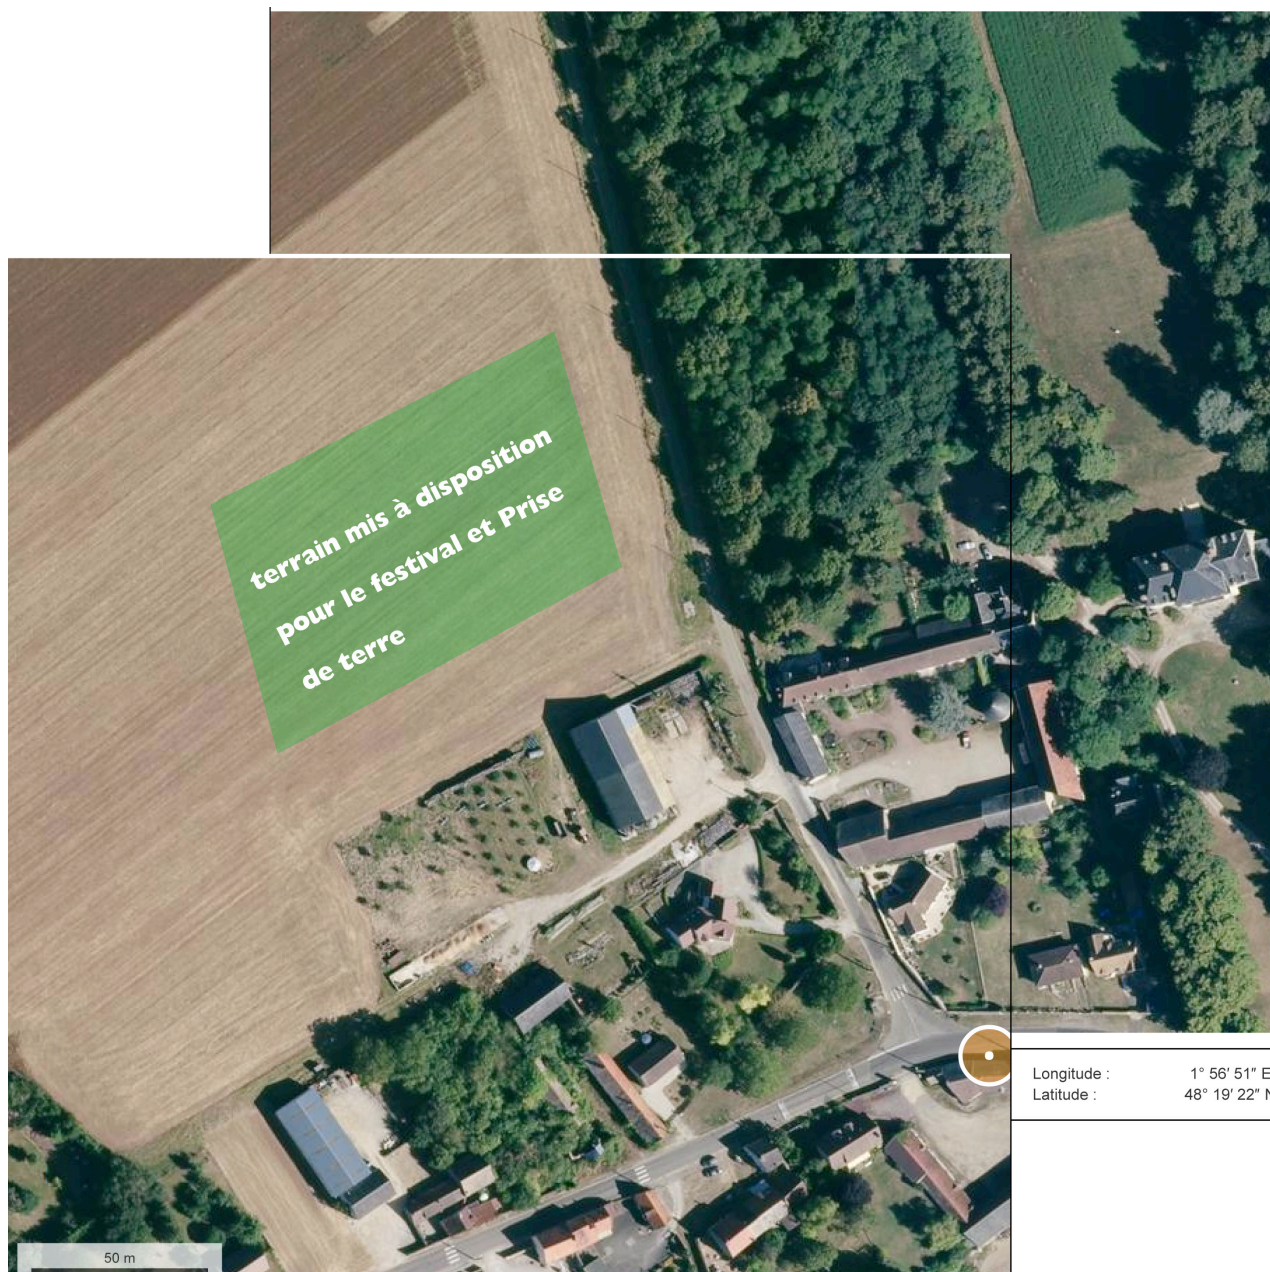 terrain mis à disposition
pour le festival et Prise
de terre
Longitude : 1° 56′ 51″ E
Latitude : 48° 19′ 22″ N
50 m